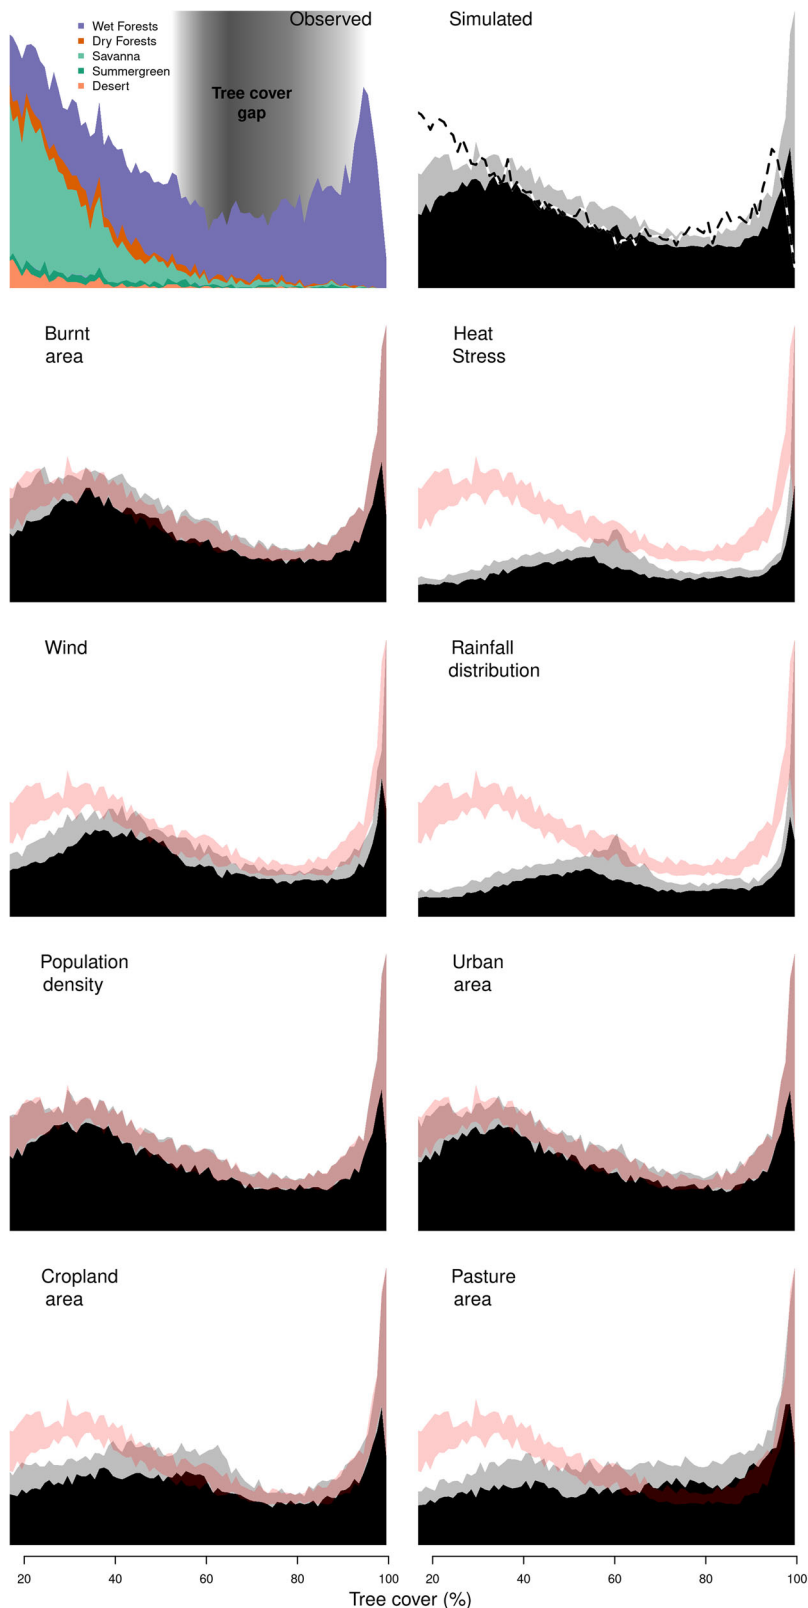 Observed
Wet Forests
Dry Forests
Savanna
Summergreen
Desert
Tree cover
gap
Simulated
Burnt
area
Heat
Stress
Wind
Rainfall
distribution
Population
density
Urban
area
Cropland
area
Pasture
area
20 40 60 80 100 20 40 60 80 100
Tree cover (%)